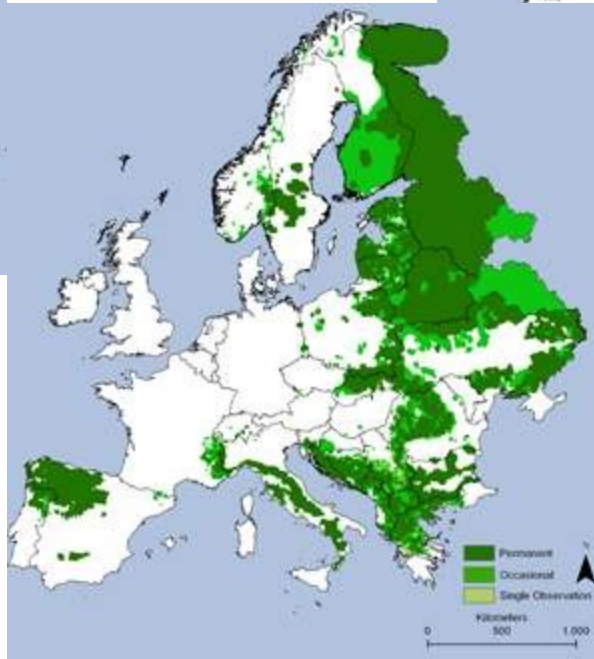 Permanent
Occasional
Single Observation
Kilometers
0 500 1.000